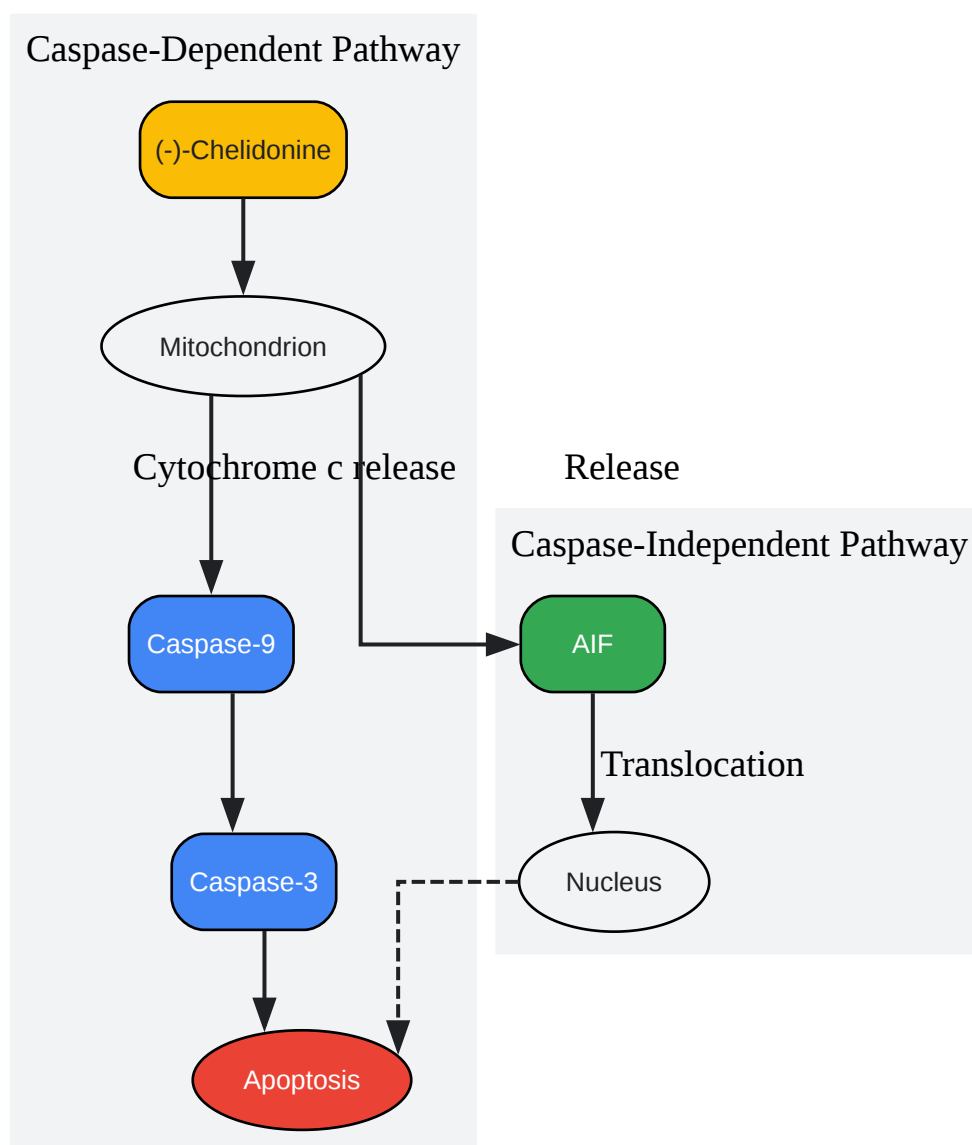 Caspase-Dependent Pathway
(-)-Chelidonine
Mitochondrion
Cytochrome c release
Release
Caspase-Independent Pathway
Caspase-9
AIF
Translocation
Caspase-3
Nucleus
Apoptosis